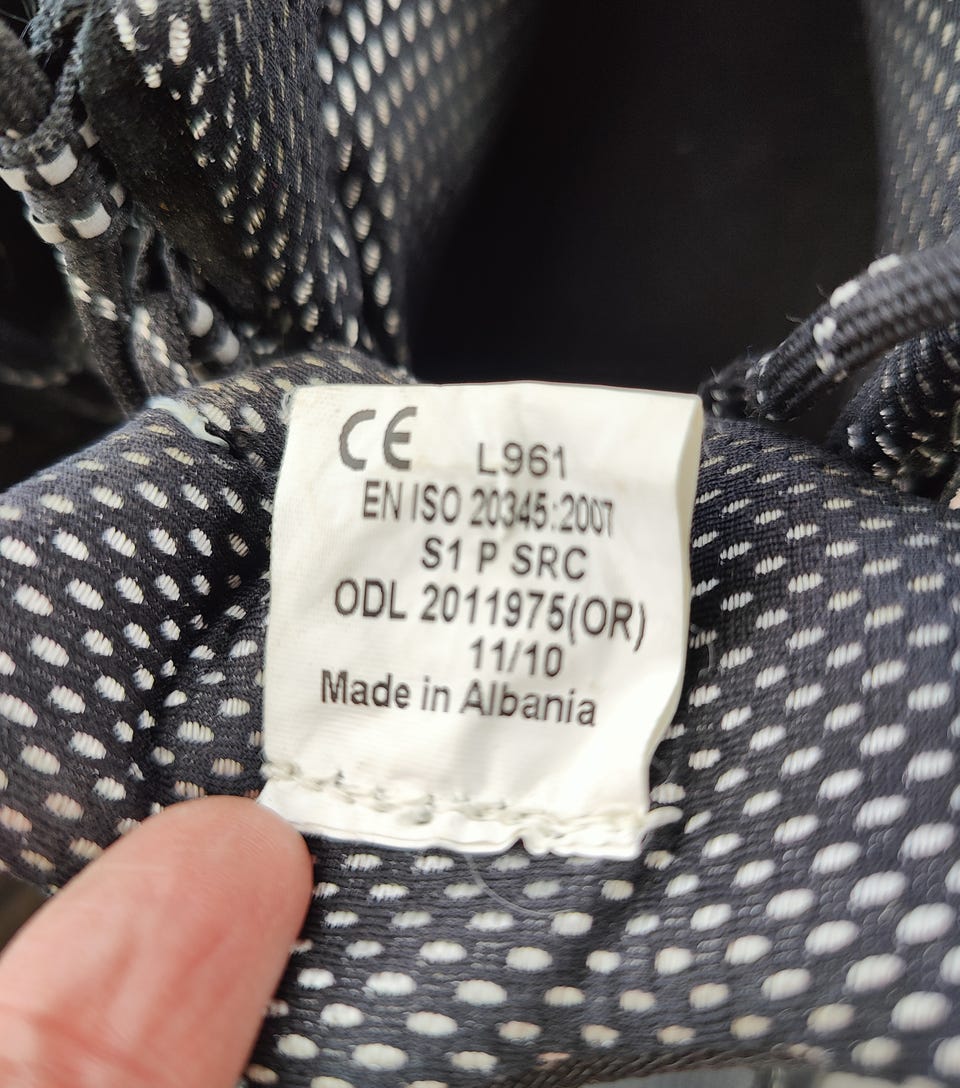 CE L961
EN ISO 20345:2007
S1 P SRC
ODL 2011975(OR)
11/10
Made in Albania